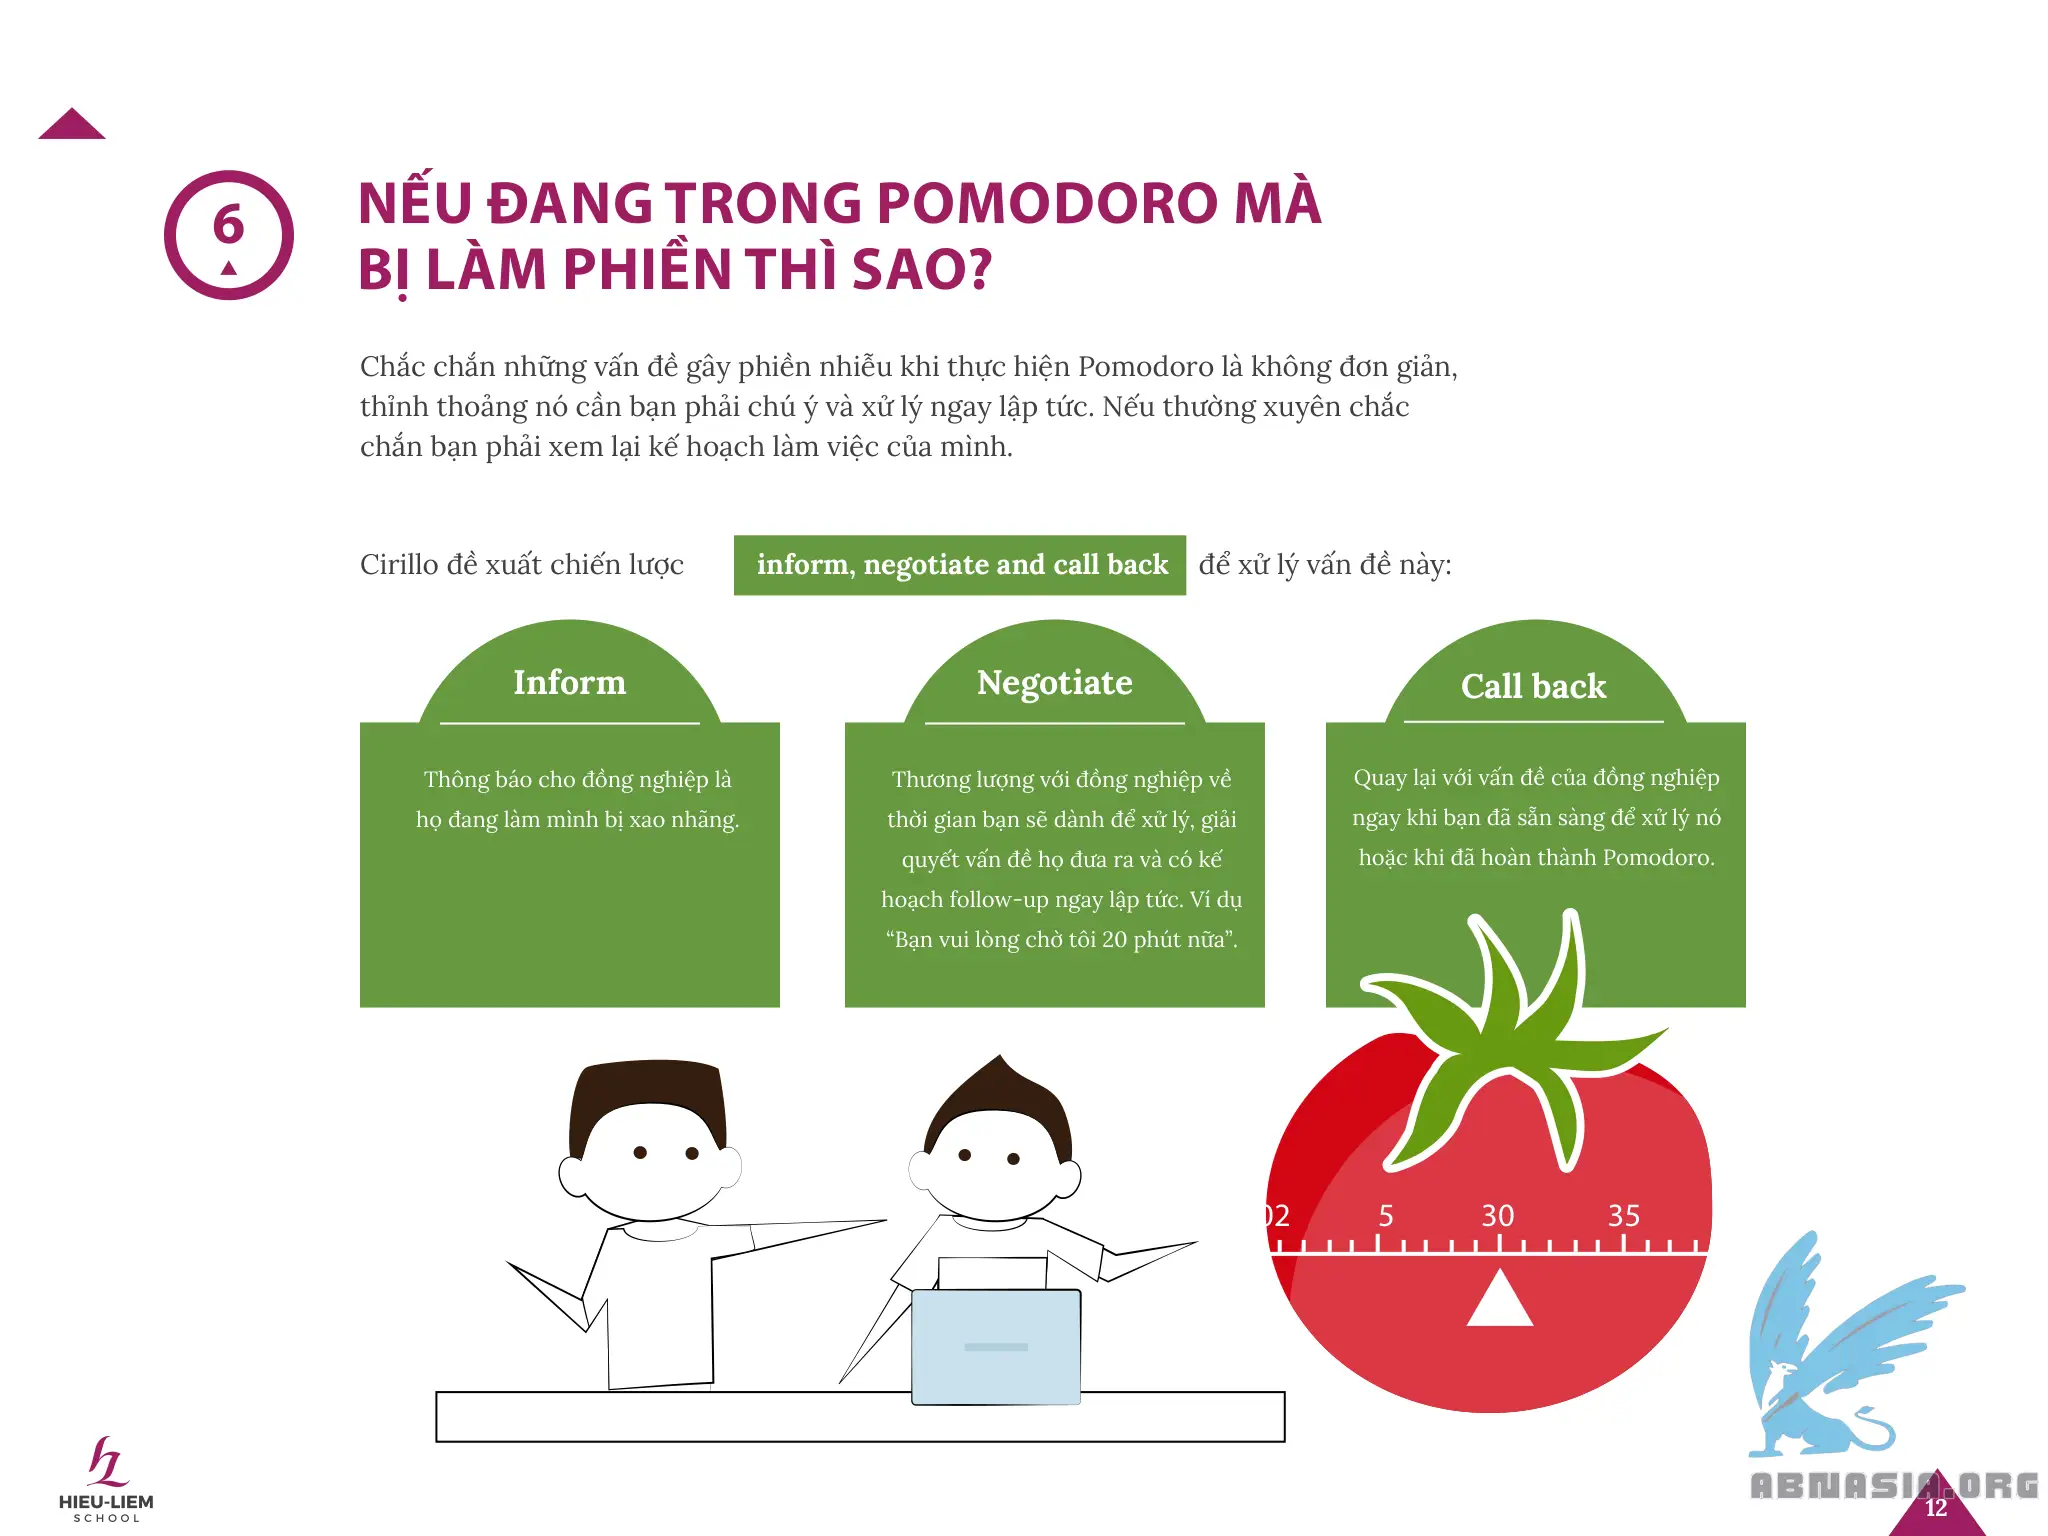 6
NẾU ĐANG TRONG POMODORO MÀ
BỊ LÀM PHIỀN THÌ SAO?
Chắc chắn những vấn đề gây phiền nhiễu khi thực hiện Pomodoro là không đơn giản,
thỉnh thoảng nó cần bạn phải chú ý và xử lý ngay lập tức. Nếu thường xuyên chắc
chắn bạn phải xem lại kế hoạch làm việc của mình.
Cirillo đề xuất chiến lược inform, negotiate and call back để xử lý vấn đề này:
Inform
Thông báo cho đồng nghiệp là
họ đang làm mình bị xao nhãng.
Negotiate
Thương lượng với đồng nghiệp về
thời gian bạn sẽ dành để xử lý, giải
quyết vấn đề họ đưa ra và có kế
hoạch follow-up ngay lập tức. Ví dụ
“Bạn vui lòng chờ tôi 20 phút nữa”.
Call back
Quay lại với vấn đề của đồng nghiệp
ngay khi bạn đã sẵn sàng để xử lý nó
hoặc khi đã hoàn thành Pomodoro.
02 5 30 35
HIEU-LIEM
SCHOOL
ABNASIA.ORG
12